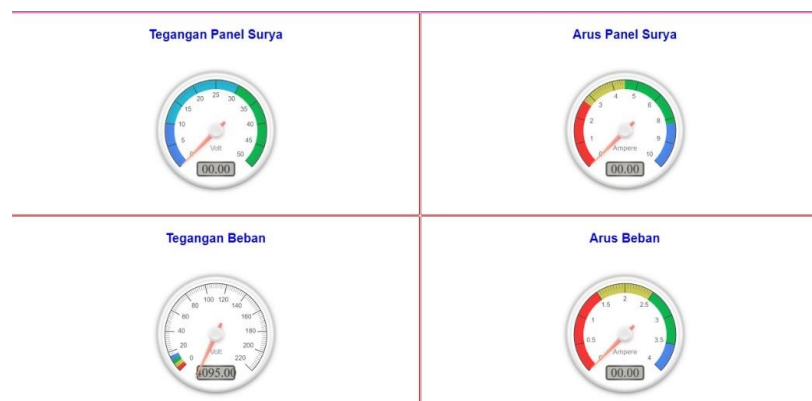 Tegangan Panel Surya
0 5 10 15 20 25 30 35 40 45 50
Volt
00.00
Arus Panel Surya
0 1 2 3 4 5 6 8 9 10
Ampere
00.00
Tegangan Beban
0 20 40 60 80 100 120 140 160 180 200 220
Volt
4095.00
Arus Beban
0 0.5 1 1.5 2 2.5 3 3.5 4
Ampere
00.00